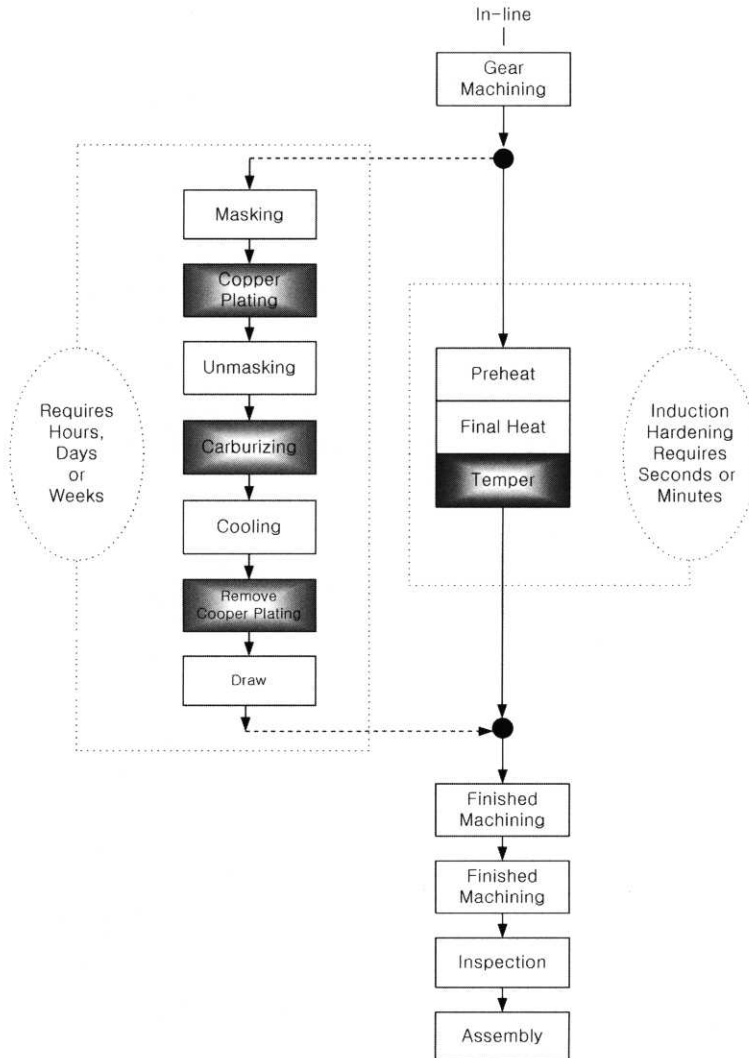 In-line
Gear
Machining
Masking
Copper
Plating
Unmasking
Carburizing
Cooling
Remove
Cooper Plating
Draw
Requires
Hours,
Days
or
Weeks
Preheat
Final Heat
Temper
Induction
Hardening
Requires
Seconds or
Minutes
Finished
Machining
Finished
Machining
Inspection
Assembly